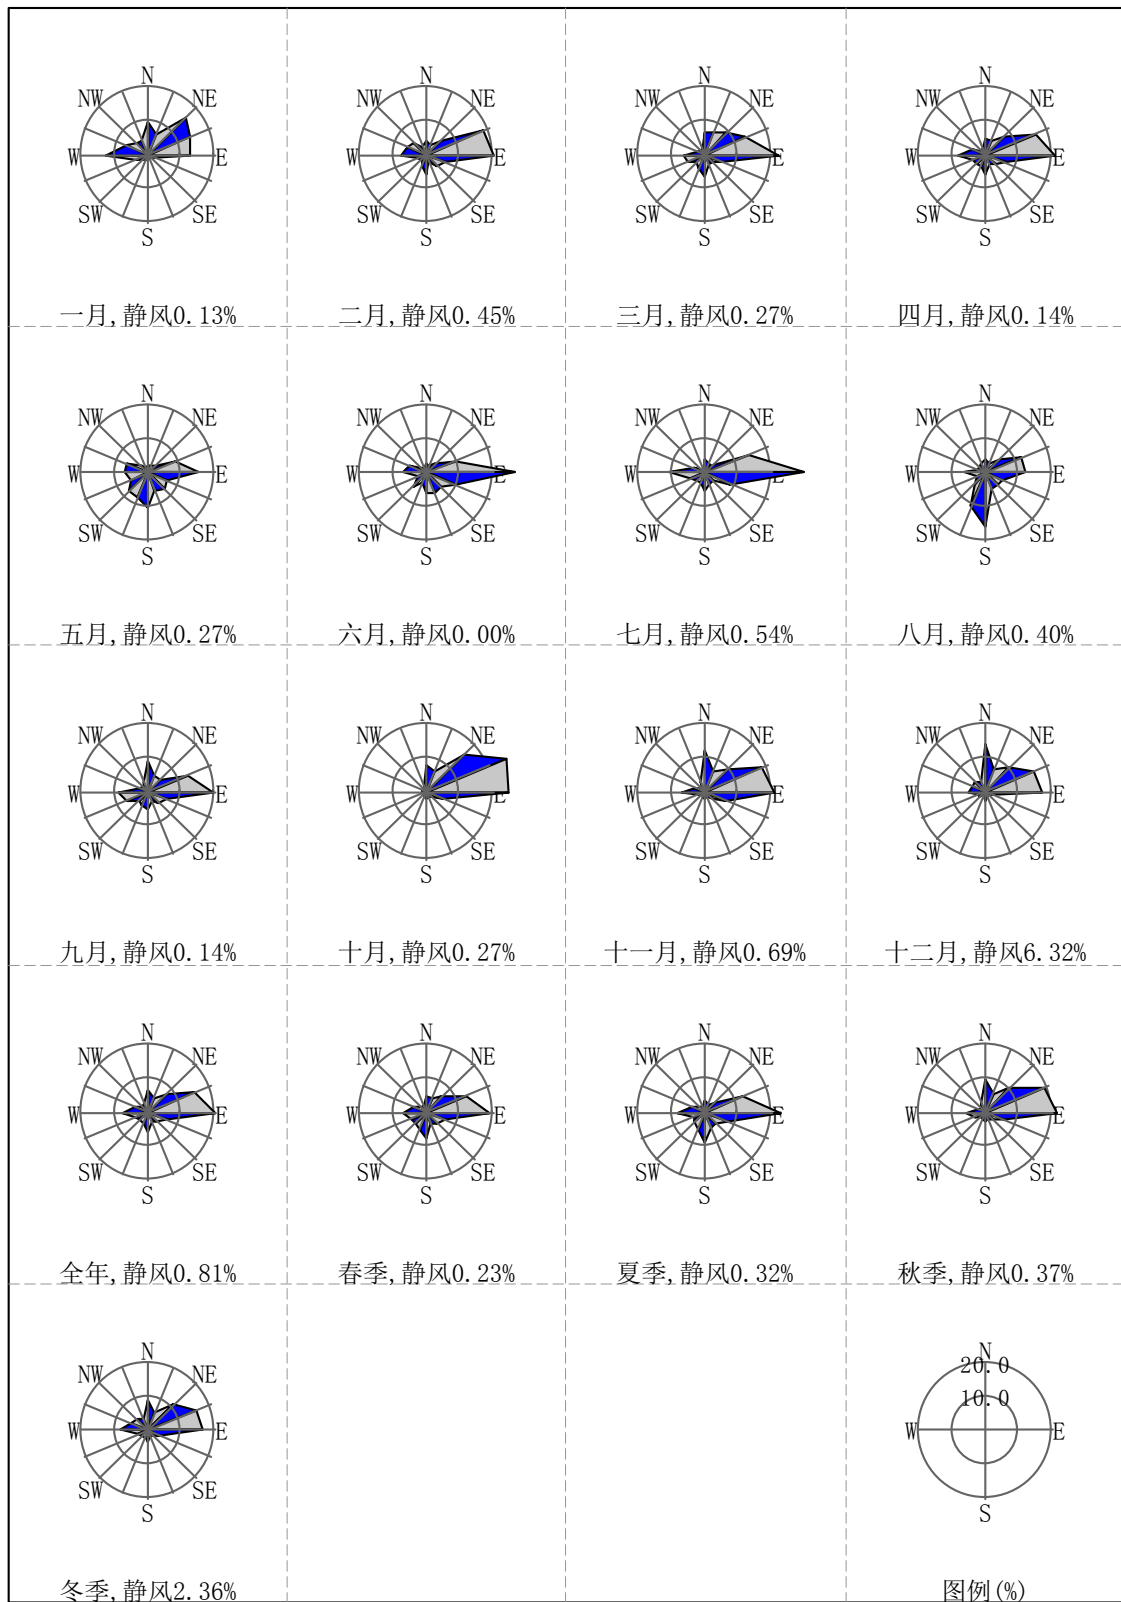 N N N N
NW NE NW NE NW NE NW NE
W E W E W E W E
SW SE SW SE SW SE SW SE
S S S S
一月,静风0.13% 二月,静风0.45% 三月,静风0.27% 四月,静风0.14%
N N N N
NW NE NW NE NW NE NW NE
W E W E W E W E
SW SE SW SE SW SE SW SE
S S S S
五月,静风0.27% 六月,静风0.00% 七月,静风0.54% 八月,静风0.40%
N N N N
NW NE NW NE NW NE NW NE
W E W E W E W E
SW SE SW SE SW SE SW SE
S S S S
九月,静风0.14% 十月,静风0.27% 十一月,静风0.69% 十二月,静风6.32%
N N N N
NW NE NW NE NW NE NW NE
W E W E W E W E
SW SE SW SE SW SE SW SE
S S S S
全年,静风0.81% 春季,静风0.23% 夏季,静风0.32% 秋季,静风0.37%
N N
NW NE 20.0
10.0
W E W E
SW SE
S S
冬季,静风2.36% 图例(%)